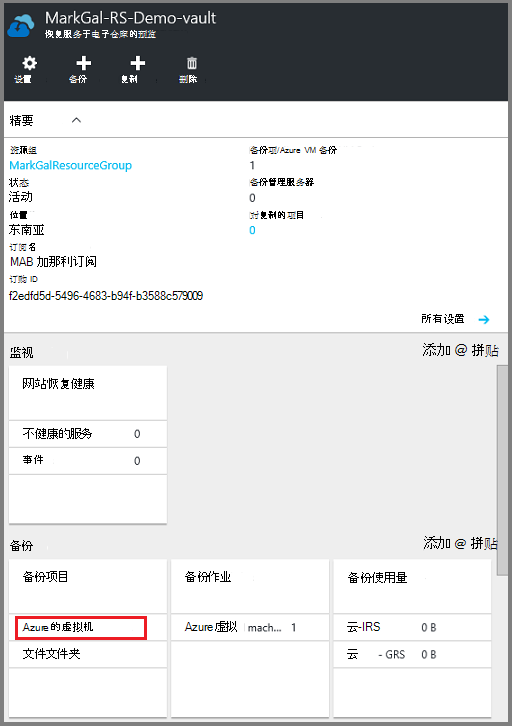 MarkGal-RS-Demo-vault
恢复服务于电子仓库的预览
设置 备份 复制 删除
精要
资源组
MarkGalResourceGroup
备份项/Azure VM 备份
1
状态
活动
备份管理服务器
0
位置
东南亚
对复制的项目
0
订阅名
MAB 加那利订阅
订购 ID
f2edfd5d-5496-4683-b94f-b3588c579009
所有设置
监视
添加 @ 拼贴
网站恢复健康
不健康的服务 0
事件 0
备份
添加 @ 拼贴
备份项目
Azure 的虚拟机
文件文件夹
备份作业
Azure 虚拟 mach... 1
备份使用量
云-IRS 0 B
云 - GRS 0 B